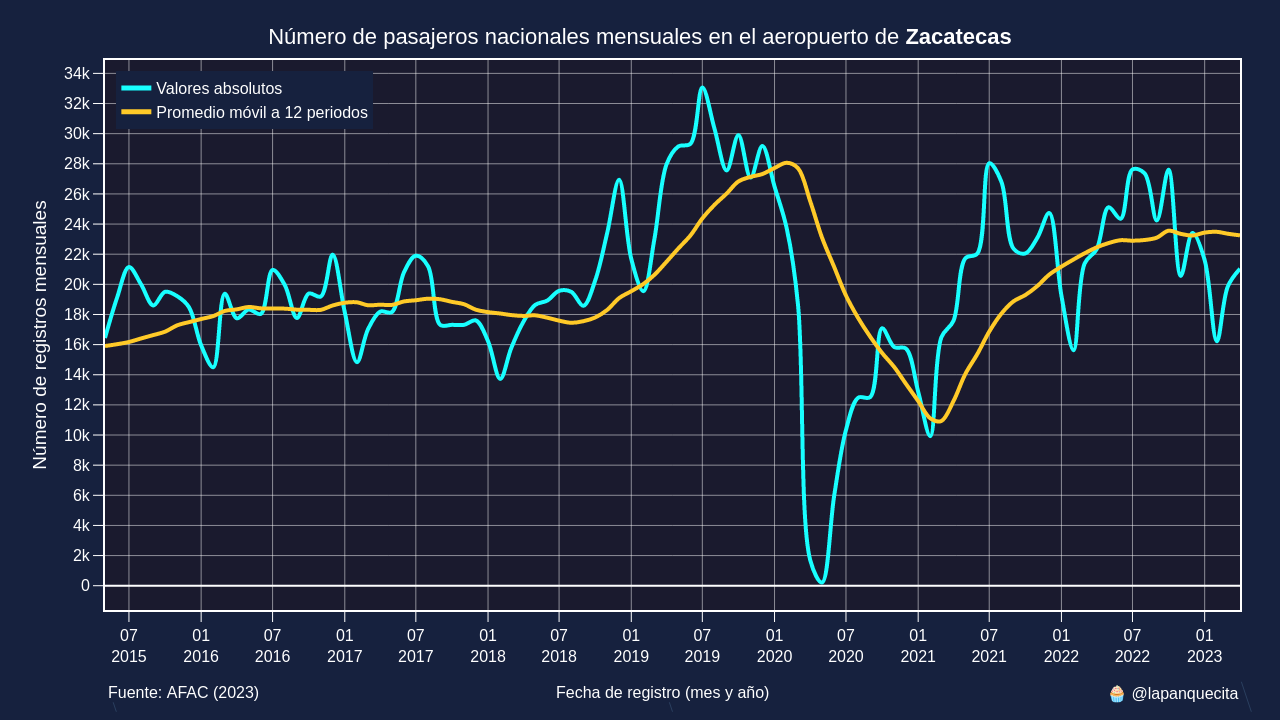 Número de pasajeros nacionales mensuales en el aeropuerto de Zacatecas
Valores absolutos
Promedio móvil a 12 periodos
Número de registros mensuales
34k
32k
30k
28k
26k
24k
22k
20k
18k
16k
14k
12k
10k
8k
6k
4k
2k
0
07 01 07 01 07 01 07 01 07 01 07 01 07 01 07 01
2015 2016 2016 2017 2017 2018 2018 2019 2019 2020 2020 2021 2021 2022 2022 2023
Fuente: AFAC (2023) Fecha de registro (mes y año) 🧁 @lapanquecita